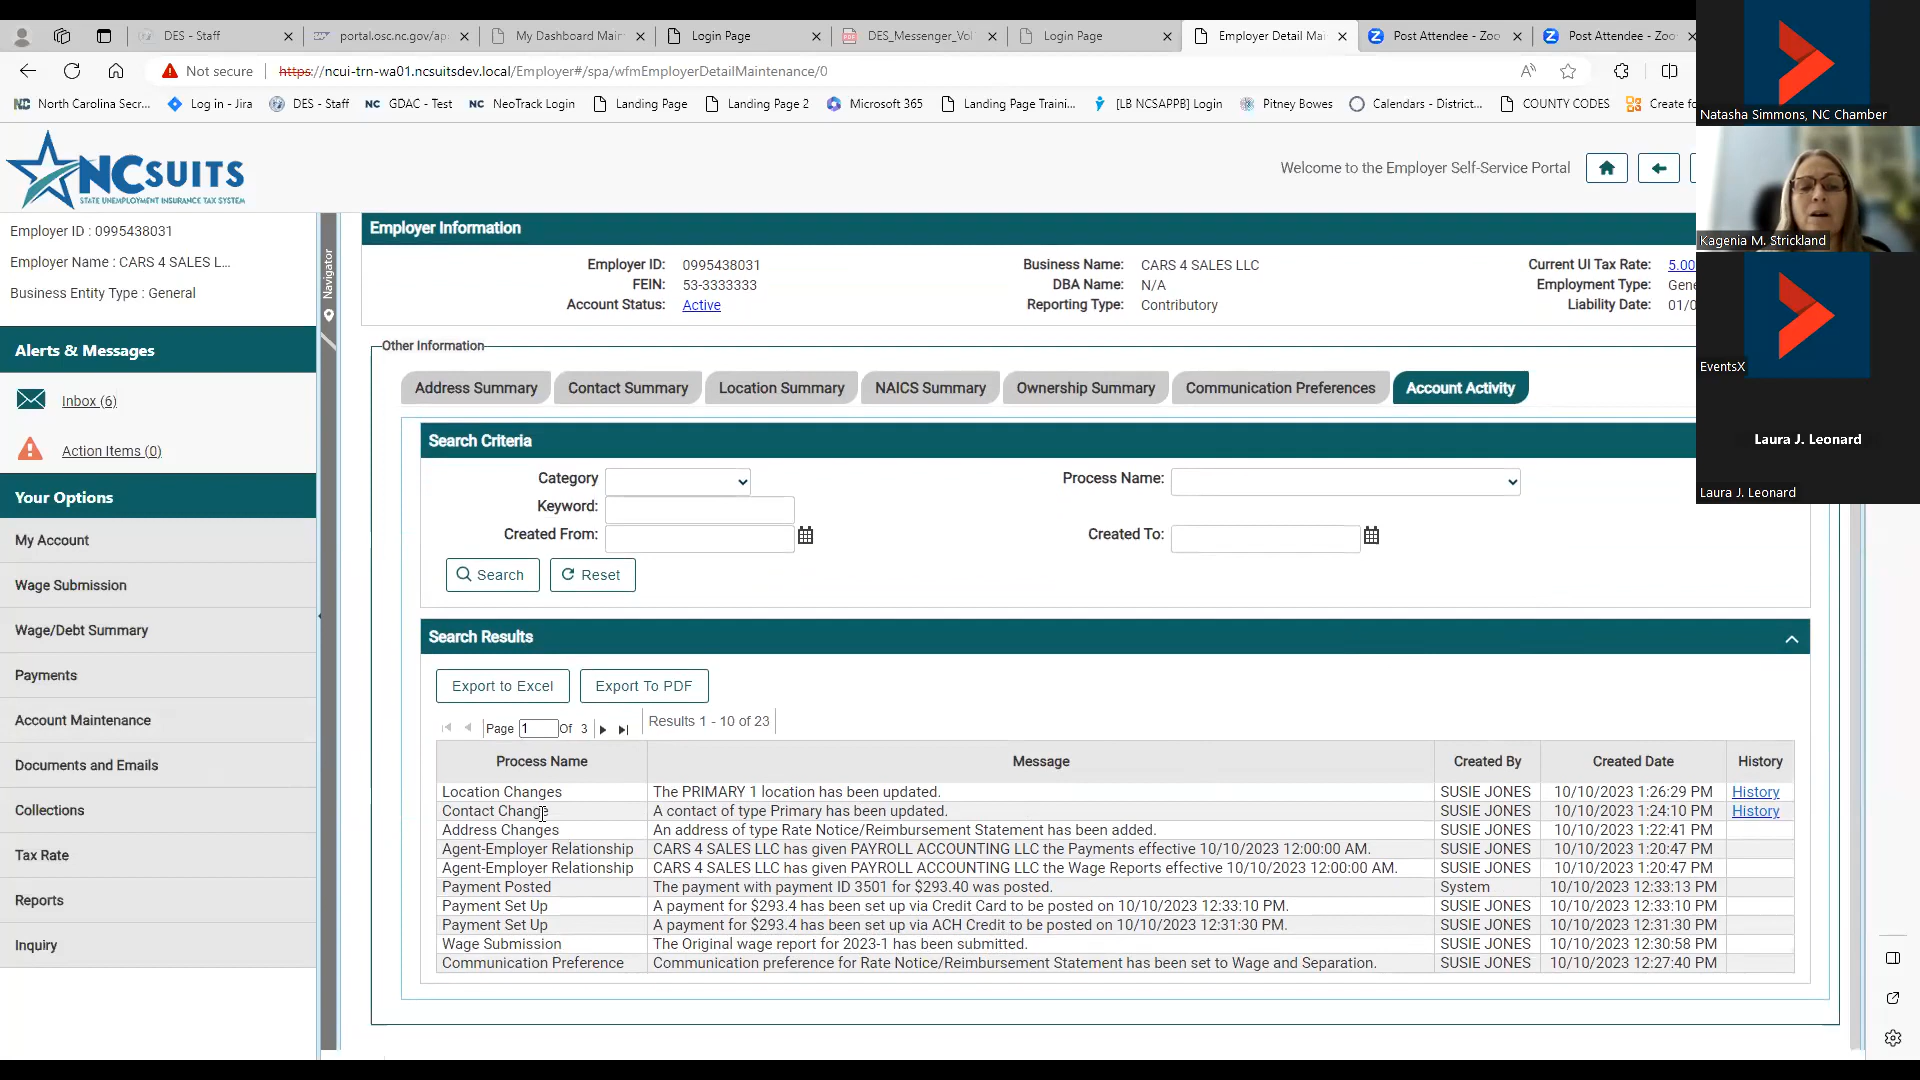 DES - Staff
portal.osc.nc.gov/ap
My Dashboard Main
Login Page
DES_Messenger_Vol
Login Page
Employer Detail Mai
Post Attendee - Zoo
Post Attendee - Zoo
Not secure
https://ncui-trn-wa01.ncsuitsdev.local/Employer#/spa/wfmEmployerDetailMaintenance/0
North Carolina Secr...
Log in - Jira
DES - Staff
GDAC - Test
NeoTrack Login
Landing Page
Landing Page 2
Microsoft 365
Landing Page Traini...
[LB NCSAPPB] Login
Pitney Bowes
Calendars - District...
COUNTY CODES
Create fo
NCSUITS
STATE UNEMPLOYMENT INSURANCE TAX SYSTEM
Welcome to the Employer Self-Service Portal
Natasha Simmons, NC Chamber
Kagenia M. Strickland
EventsX
Laura J. Leonard
Laura J. Leonard
Employer ID : 0995438031
Employer Name : CARS 4 SALES L...
Business Entity Type : General
Alerts & Messages
Inbox (6)
Action Items (0)
Your Options
My Account
Wage Submission
Wage/Debt Summary
Payments
Account Maintenance
Documents and Emails
Collections
Tax Rate
Reports
Inquiry
Navigator
Employer Information
Employer ID: 0995438031
Business Name: CARS 4 SALES LLC
Current UI Tax Rate: 5.00
FEIN: 53-3333333
DBA Name: N/A
Employment Type: Gene
Account Status: Active
Reporting Type: Contributory
Liability Date: 01/0
Other Information
Address Summary
Contact Summary
Location Summary
NAICS Summary
Ownership Summary
Communication Preferences
Account Activity
Search Criteria
Category
Process Name:
Keyword:
Created From:
Created To:
Search
Reset
Search Results
Export to Excel
Export To PDF
Page 1 Of 3
Results 1 - 10 of 23
Process Name Message Created By Created Date History
Location Changes The PRIMARY 1 location has been updated. SUSIE JONES 10/10/2023 1:26:29 PM History
Contact Change A contact of type Primary has been updated. SUSIE JONES 10/10/2023 1:24:10 PM History
Address Changes An address of type Rate Notice/Reimbursement Statement has been added. SUSIE JONES 10/10/2023 1:22:41 PM
Agent-Employer Relationship CARS 4 SALES LLC has given PAYROLL ACCOUNTING LLC the Payments effective 10/10/2023 12:00:00 AM. SUSIE JONES 10/10/2023 1:20:47 PM
Agent-Employer Relationship CARS 4 SALES LLC has given PAYROLL ACCOUNTING LLC the Wage Reports effective 10/10/2023 12:00:00 AM. SUSIE JONES 10/10/2023 1:20:47 PM
Payment Posted The payment with payment ID 3501 for $293.40 was posted. System 10/10/2023 12:33:13 PM
Payment Set Up A payment for $293.4 has been set up via Credit Card to be posted on 10/10/2023 12:33:10 PM. SUSIE JONES 10/10/2023 12:33:10 PM
Payment Set Up A payment for $293.4 has been set up via ACH Credit to be posted on 10/10/2023 12:31:30 PM. SUSIE JONES 10/10/2023 12:31:30 PM
Wage Submission The Original wage report for 2023-1 has been submitted. SUSIE JONES 10/10/2023 12:30:58 PM
Communication Preference Communication preference for Rate Notice/Reimbursement Statement has been set to Wage and Separation. SUSIE JONES 10/10/2023 12:27:40 PM